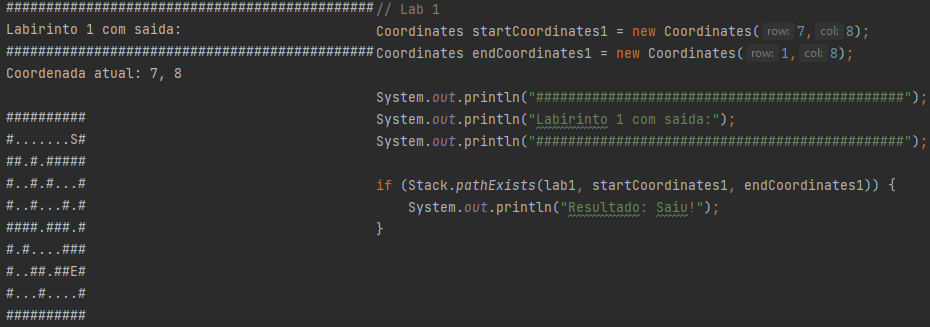 ##############################################
Labirinto 1 com saida:
##############################################
Coordenada atual: 7, 8
##########
#.......S#
##.#.#####
#..#.#...#
#..#...#.#
####.###.#
#.#....###
#..##.##E#
#...#....#
##########
// Lab 1
Coordinates startCoordinates1 = new Coordinates( row: 7, col: 8);
Coordinates endCoordinates1 = new Coordinates( row: 1, col: 8);
System.out.println("##############################################");
System.out.println("Labirinto 1 com saida:");
System.out.println("##############################################");
if (Stack.pathExists(lab1, startCoordinates1, endCoordinates1)) {
System.out.println("Resultado: Saiu!");
}